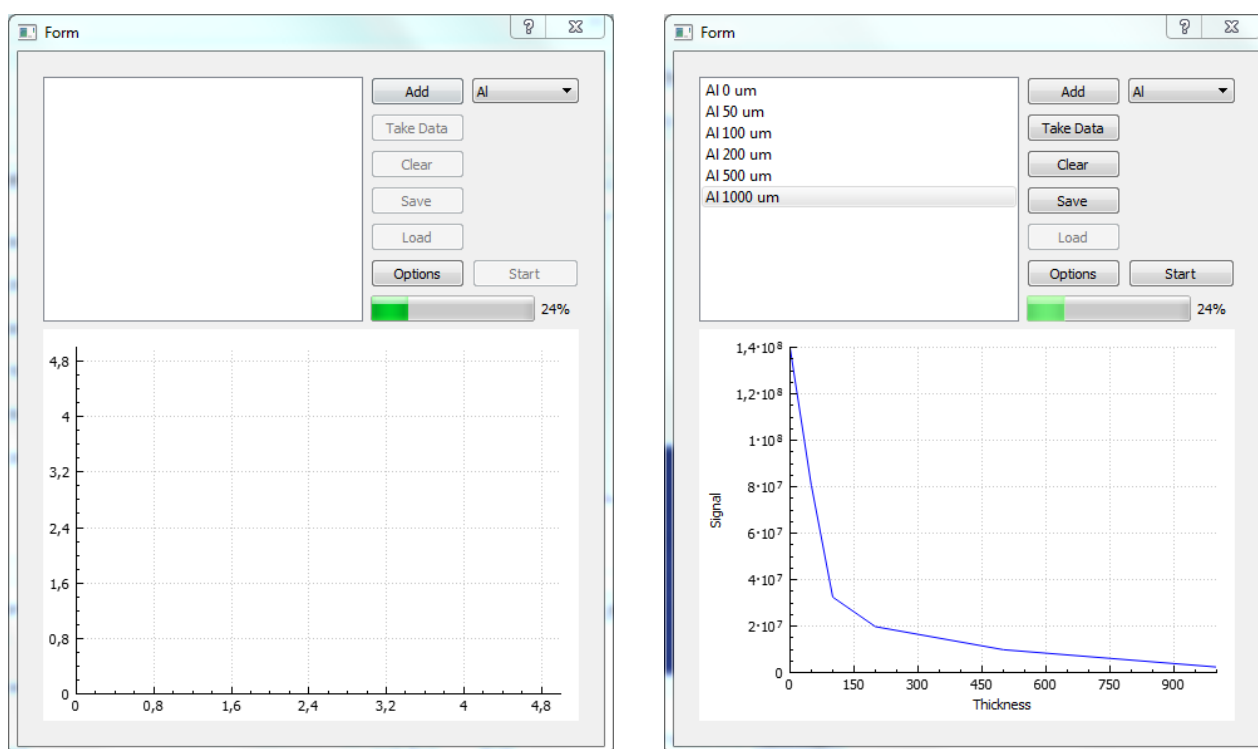 Form
Add
Al
Take Data
Clear
Save
Load
Options
Start
24%
4,8
4
3,2
2,4
1,6
0,8
0
0
0,8
1,6
2,4
3,2
4
4,8
Form
Al 0 um
Al 50 um
Al 100 um
Al 200 um
Al 500 um
Al 1000 um
Add
Al
Take Data
Clear
Save
Load
Options
Start
24%
1,4·10⁸
1,2·10⁸
1·10⁸
8·10⁷
6·10⁷
4·10⁷
2·10⁷
0
Signal
0
150
300
450
600
750
900
Thickness